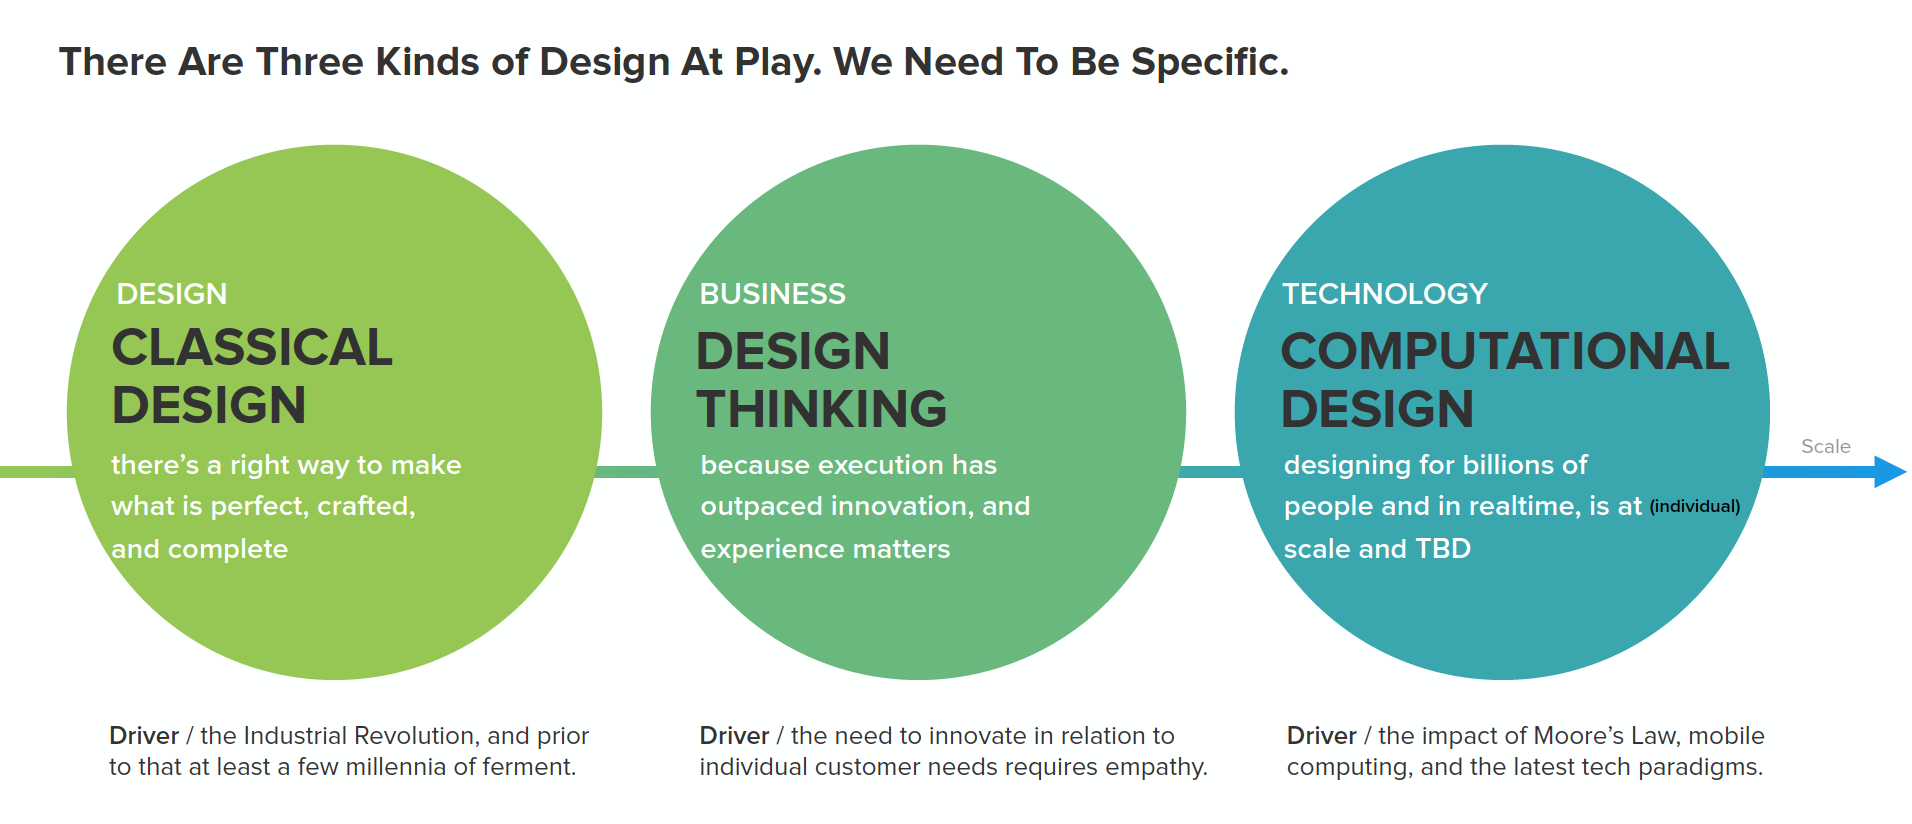 There Are Three Kinds of Design At Play. We Need To Be Specific.
DESIGN
CLASSICAL
DESIGN
there's a right way to make
what is perfect, crafted,
and complete
BUSINESS
DESIGN
THINKING
because execution has
outpaced innovation, and
experience matters
TECHNOLOGY
COMPUTATIONAL
DESIGN
designing for billions of
people and in realtime, is at (individual)
scale and TBD
Scale
Driver / the Industrial Revolution, and prior
to that at least a few millennia of ferment.
Driver / the need to innovate in relation to
individual customer needs requires empathy.
Driver / the impact of Moore's Law, mobile
computing, and the latest tech paradigms.